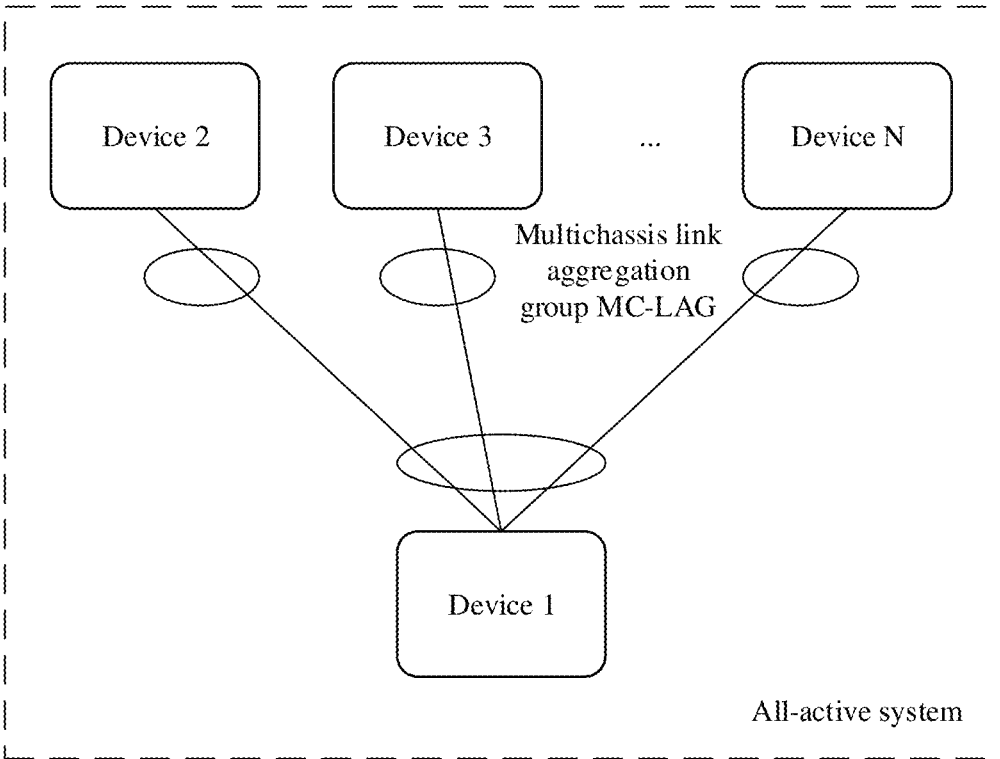 Device 2
Device 3
...
Device N
Multichassis link
aggregation
group MC-LAG
Device 1
All-active system